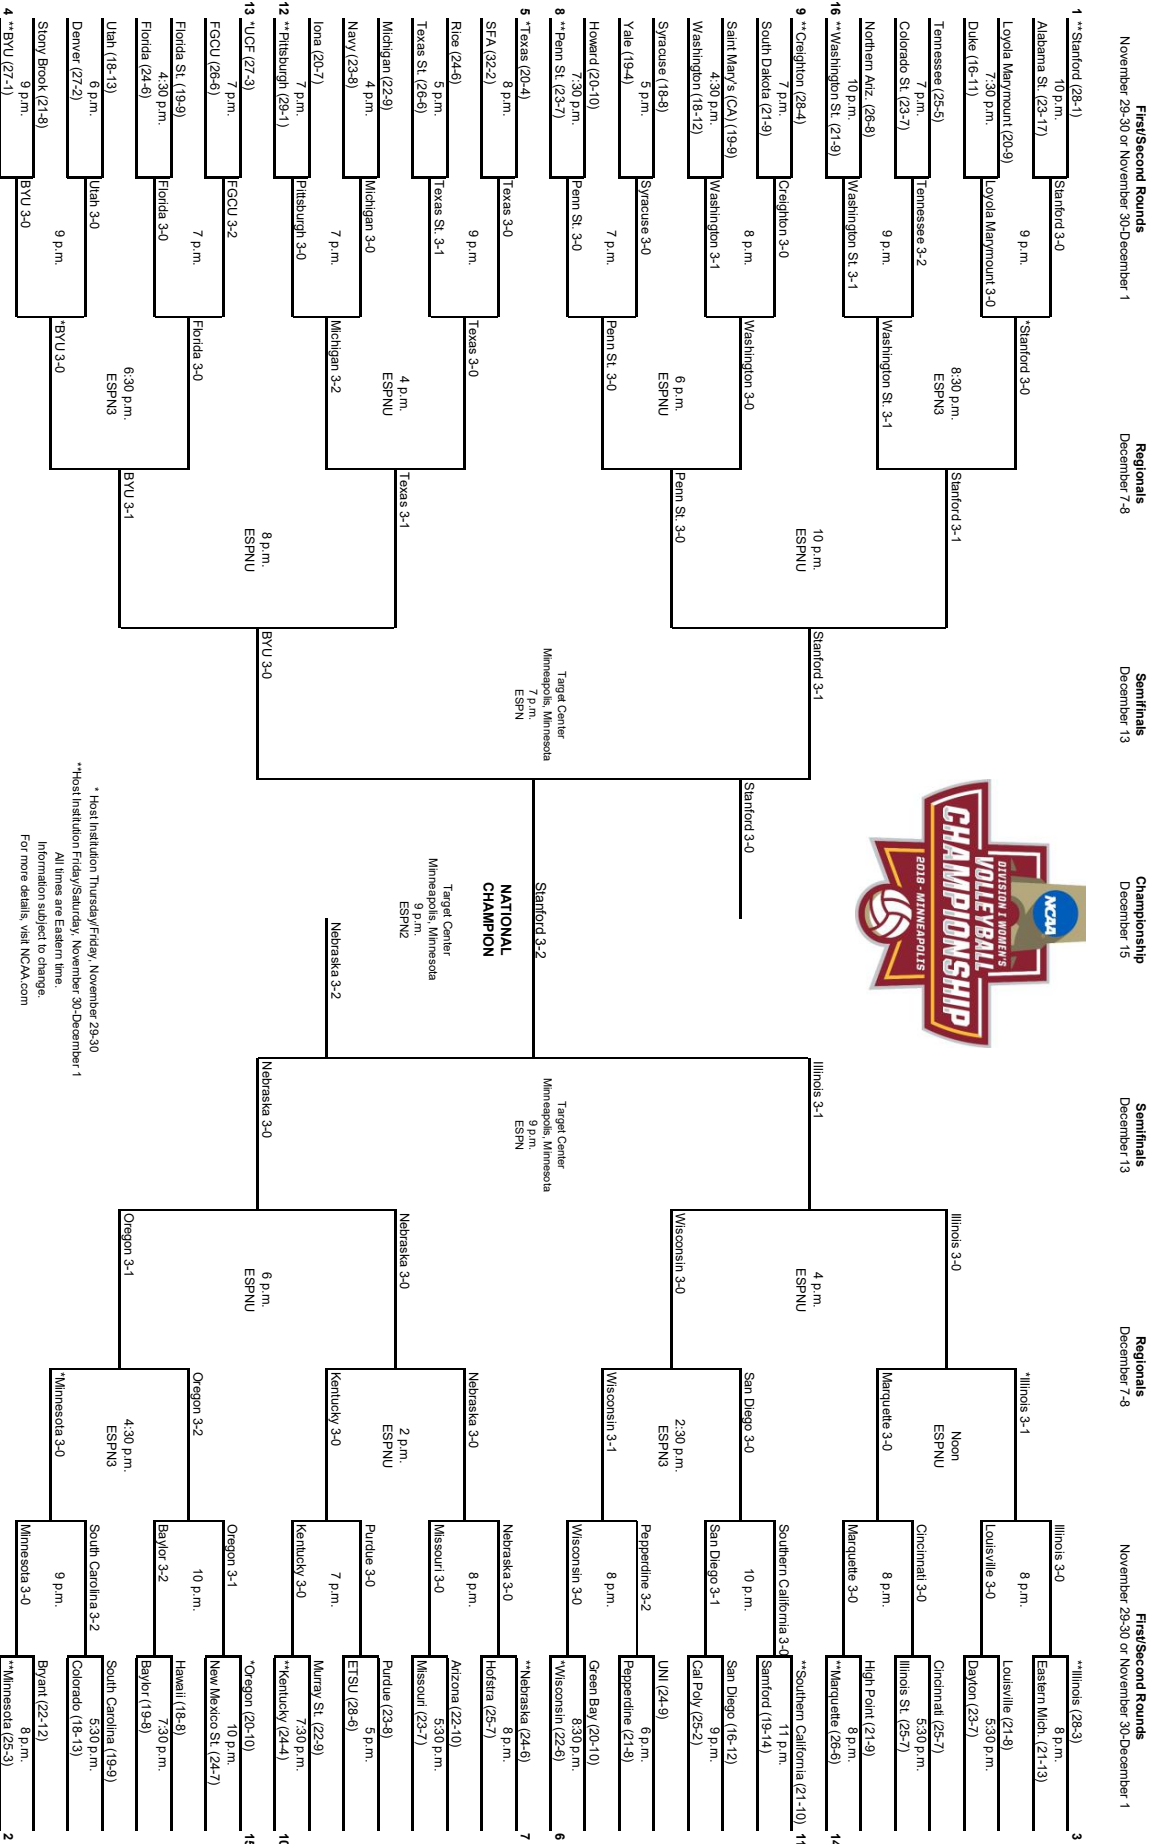 First/Second Rounds
November 29-30 or November 30-December 1
Regionals
December 7-8
Semifinals
December 13
Championship
December 15
Semifinals
December 13
Regionals
December 7-8
First/Second Rounds
November 29-30 or November 30-December 1
1 **Stanford (28-1)
10 p.m.
Alabama St. (23-17)
Loyola Marymount (20-9)
7:30 p.m.
Duke (16-11)
Tennessee (25-5)
7 p.m.
Colorado St. (23-7)
Northern Ariz. (26-8)
10 p.m.
16 **Washington St. (21-9)
9 **Creighton (28-4)
7 p.m.
South Dakota (21-9)
Saint Mary's (CA) (19-9)
4:30 p.m.
Washington (18-12)
Syracuse (18-8)
5 p.m.
Yale (19-4)
Howard (20-10)
7:30 p.m.
8 **Penn St. (23-7)
5 *Texas (20-4)
8 p.m.
SFA (32-2)
Rice (24-6)
5 p.m.
Texas St. (26-6)
Michigan (22-9)
4 p.m.
Navy (23-8)
Iona (20-7)
7 p.m.
12 **Pittsburgh (29-1)
13 *UCF (27-3)
7 p.m.
FGCU (26-6)
Florida St. (19-9)
4:30 p.m.
Florida (24-6)
Utah (18-13)
6 p.m.
Denver (27-2)
Stony Brook (21-8)
9 p.m.
4 **BYU (27-1)
Stanford 3-0
9 p.m.
Loyola Marymount 3-0
Tennessee 3-2
9 p.m.
Washington St. 3-1
Creighton 3-0
8 p.m.
Washington 3-1
Syracuse 3-0
7 p.m.
Penn St. 3-0
Texas 3-0
9 p.m.
Texas St. 3-1
Michigan 3-0
7 p.m.
Pittsburgh 3-0
FGCU 3-2
7 p.m.
Florida 3-0
Utah 3-0
9 p.m.
BYU 3-0
*Stanford 3-0
8:30 p.m.
ESPN3
Washington St. 3-1
Washington 3-0
6 p.m.
ESPNU
Penn St. 3-0
Texas 3-0
4 p.m.
ESPNU
Michigan 3-2
Florida 3-0
6:30 p.m.
ESPN3
*BYU 3-0
Stanford 3-1
10 p.m.
ESPNU
Penn St. 3-0
Texas 3-1
8 p.m.
ESPNU
BYU 3-1
Stanford 3-1
Target Center
Minneapolis, Minnesota
7 p.m.
ESPN
BYU 3-0
NCAA
DIVISION I WOMEN'S
VOLLEYBALL
CHAMPIONSHIP
2018 - MINNEAPOLIS
Stanford 3-0
Stanford 3-2
NATIONAL
CHAMPION
Target Center
Minneapolis, Minnesota
9 p.m.
ESPN2
Nebraska 3-2
* Host Institution Thursday/Friday, November 29-30
**Host Institution Friday/Saturday, November 30-December 1
All times are Eastern time.
Information subject to change.
For more details, visit NCAA.com
Illinois 3-1
Target Center
Minneapolis, Minnesota
9 p.m.
ESPN
Nebraska 3-0
Illinois 3-0
4 p.m.
ESPNU
Wisconsin 3-0
Nebraska 3-0
6 p.m.
ESPNU
Oregon 3-1
*Illinois 3-1
Noon
ESPNU
Marquette 3-0
San Diego 3-0
2:30 p.m.
ESPN3
Wisconsin 3-1
Nebraska 3-0
2 p.m.
ESPNU
Kentucky 3-0
Oregon 3-2
4:30 p.m.
ESPN3
*Minnesota 3-0
Illinois 3-0
8 p.m.
Louisville 3-0
Cincinnati 3-0
8 p.m.
Marquette 3-0
Southern California 3-0
10 p.m.
San Diego 3-1
Pepperdine 3-2
8 p.m.
Wisconsin 3-0
Nebraska 3-0
8 p.m.
Missouri 3-0
Purdue 3-0
7 p.m.
Kentucky 3-0
Oregon 3-1
10 p.m.
Baylor 3-2
South Carolina 3-2
9 p.m.
Minnesota 3-0
**Illinois (28-3) 3
8 p.m.
Eastern Mich. (21-13)
Louisville (21-8)
5:30 p.m.
Dayton (23-7)
Cincinnati (25-7)
5:30 p.m.
Illinois St. (25-7)
High Point (21-9)
8 p.m.
**Marquette (26-6) 14
**Southern California (21-10) 11
11 p.m.
Samford (19-14)
San Diego (16-12)
9 p.m.
Cal Poly (25-2)
UNI (24-9)
6 p.m.
Pepperdine (21-8)
Green Bay (20-10)
8:30 p.m.
*Wisconsin (22-6) 6
**Nebraska (24-6) 7
8 p.m.
Hofstra (25-7)
Arizona (22-10)
5:30 p.m.
Missouri (23-7)
Purdue (23-8)
5 p.m.
ETSU (28-6)
Murray St. (22-9)
7:30 p.m.
**Kentucky (24-4) 10
*Oregon (20-10) 15
10 p.m.
New Mexico St. (24-7)
Hawaii (18-8)
7:30 p.m.
Baylor (19-8)
South Carolina (19-9)
5:30 p.m.
Colorado (18-13)
Bryant (22-12)
8 p.m.
**Minnesota (25-3) 2